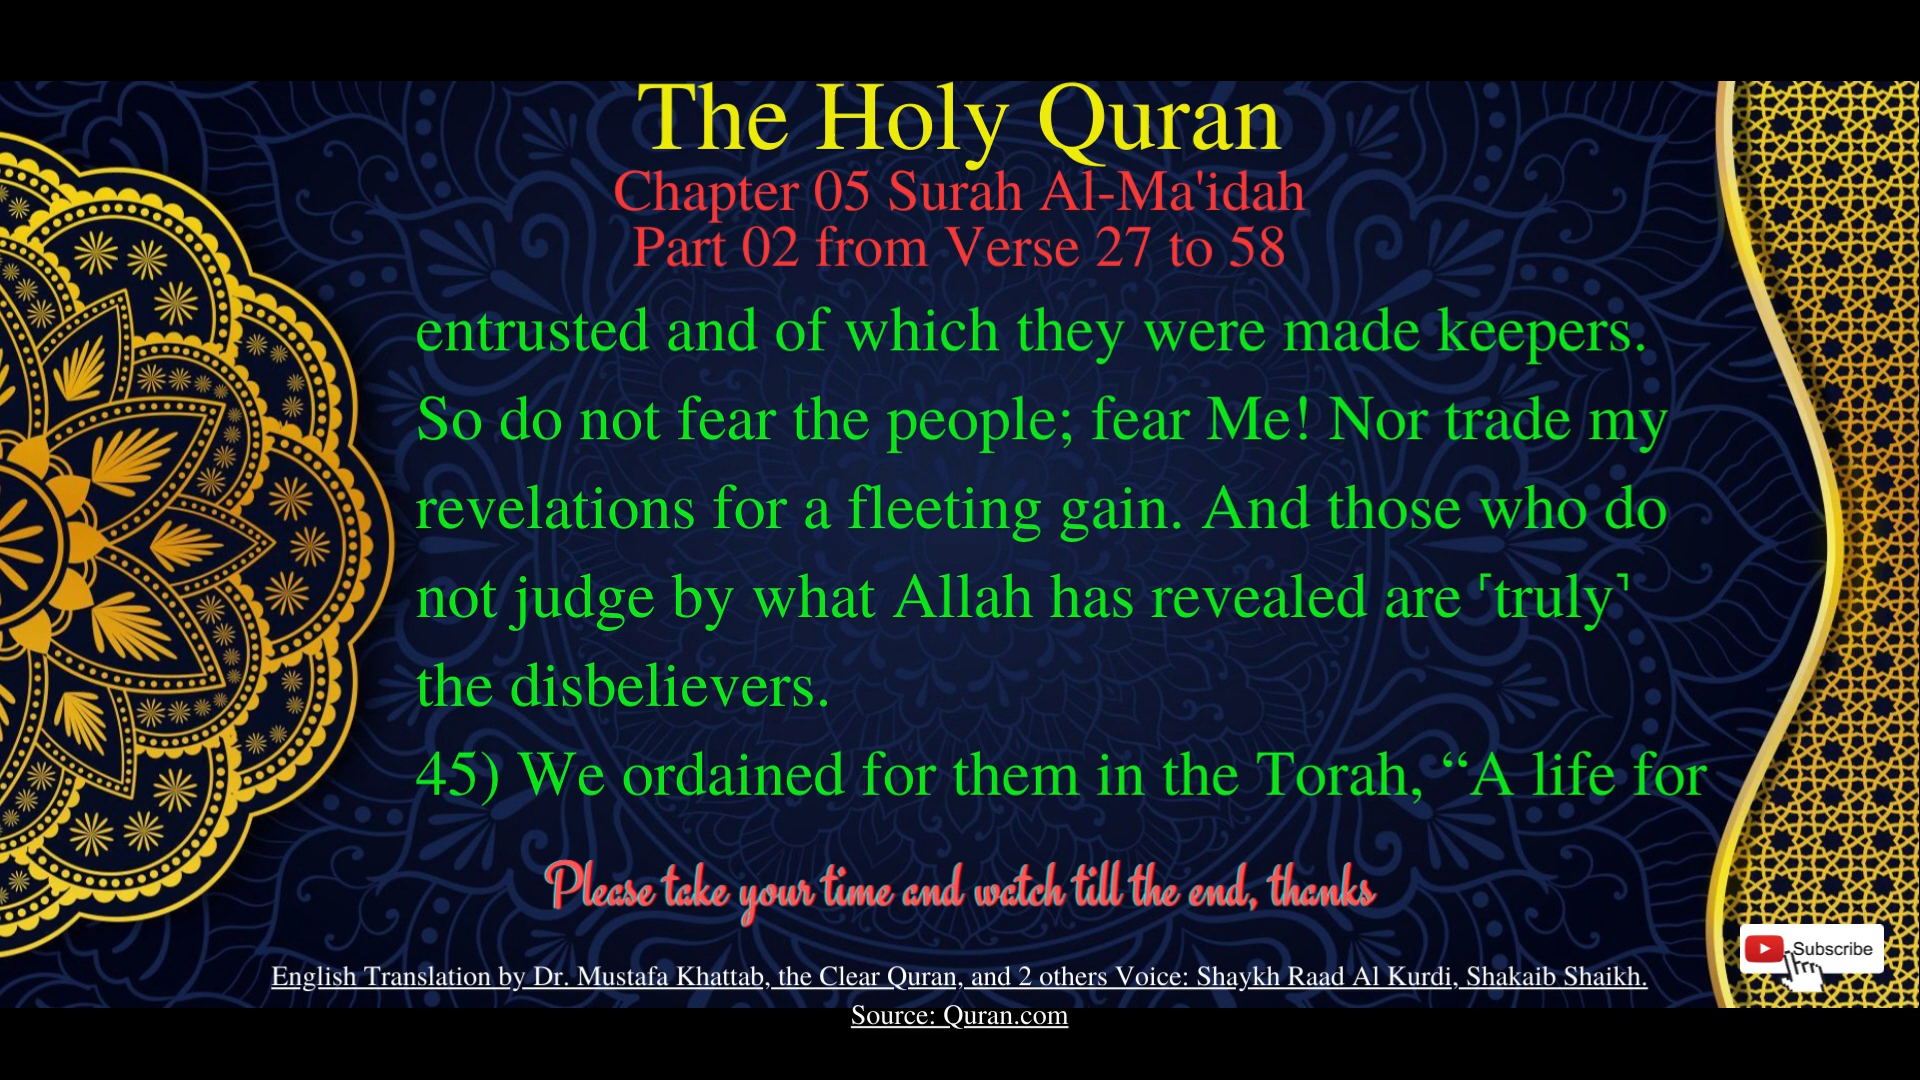 The Holy Quran
Chapter 05 Surah Al-Ma'idah
Part 02 from Verse 27 to 58
entrusted and of which they were made keepers.
So do not fear the people; fear Me! Nor trade my
revelations for a fleeting gain. And those who do
not judge by what Allah has revealed are ˹truly˺
the disbelievers.
45) We ordained for them in the Torah, “A life for
Please take your time and watch till the end, thanks
Subscribe
English Translation by Dr. Mustafa Khattab, the Clear Quran, and 2 others Voice: Shaykh Raad Al Kurdi, Shakaib Shaikh.
Source: Quran.com